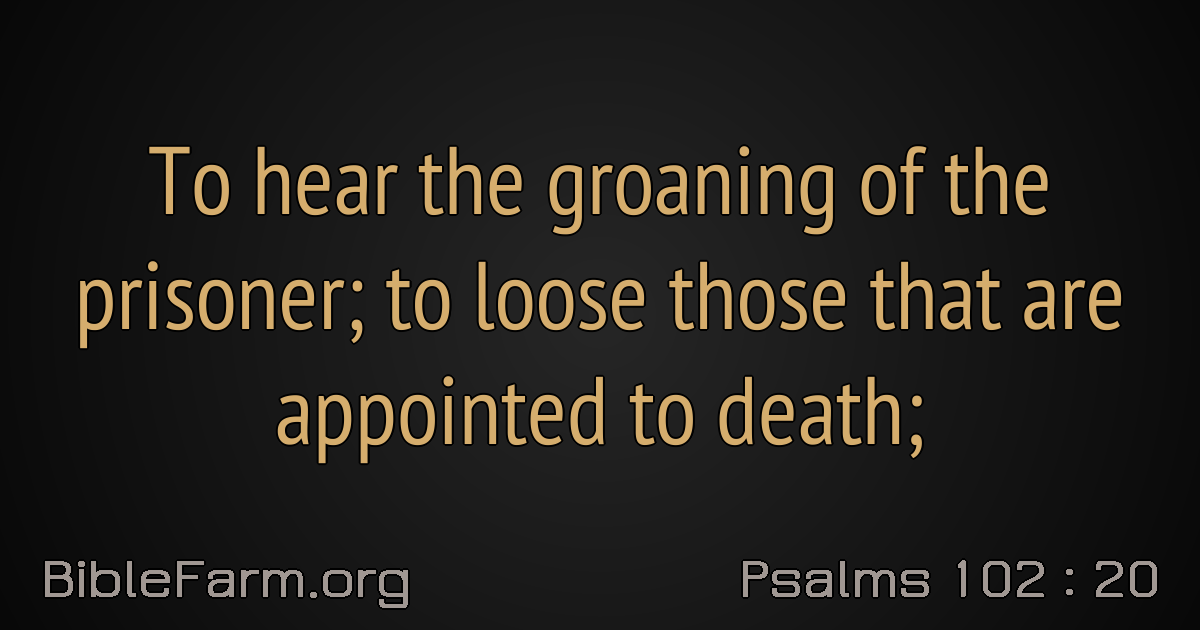 To hear the groaning of the
prisoner; to loose those that are
appointed to death;
BibleFarm.org
Psalms 102 : 20